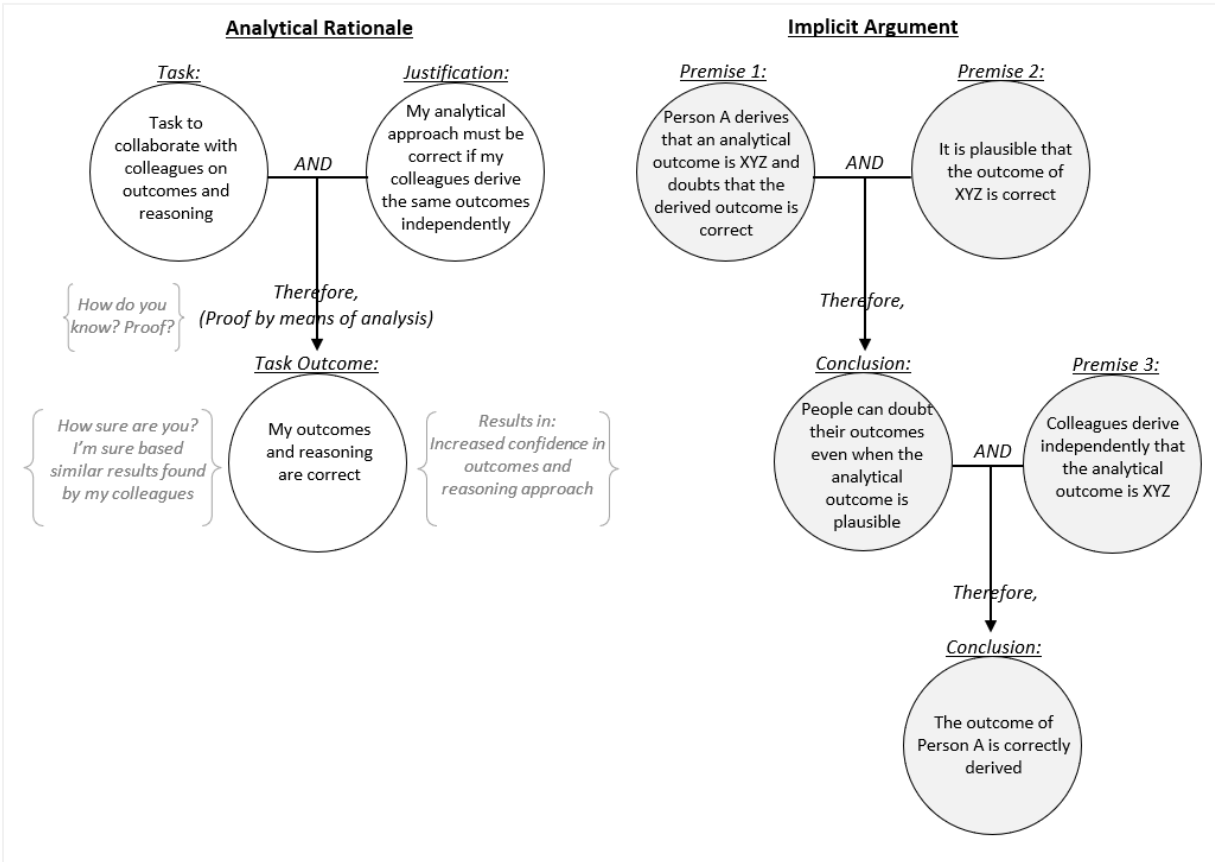 Analytical Rationale
Task:
Task to
collaborate with
colleagues on
outcomes and
reasoning
AND
Justification:
My analytical
approach must be
correct if my
colleagues derive
the same outcomes
independently
How do you
know? Proof?
Therefore,
(Proof by means of analysis)
Task Outcome:
How sure are you?
I'm sure based
similar results found
by my colleagues
My outcomes
and reasoning
are correct
Results in:
Increased confidence in
outcomes and
reasoning approach
Implicit Argument
Premise 1:
Person A derives
that an analytical
outcome is XYZ and
doubts that the
derived outcome is
correct
AND
Premise 2:
It is plausible that
the outcome of
XYZ is correct
Therefore,
Conclusion:
People can doubt
their outcomes
even when the
analytical
outcome is
plausible
AND
Premise 3:
Colleagues derive
independently that
the analytical
outcome is XYZ
Therefore,
Conclusion:
The outcome of
Person A is correctly
derived